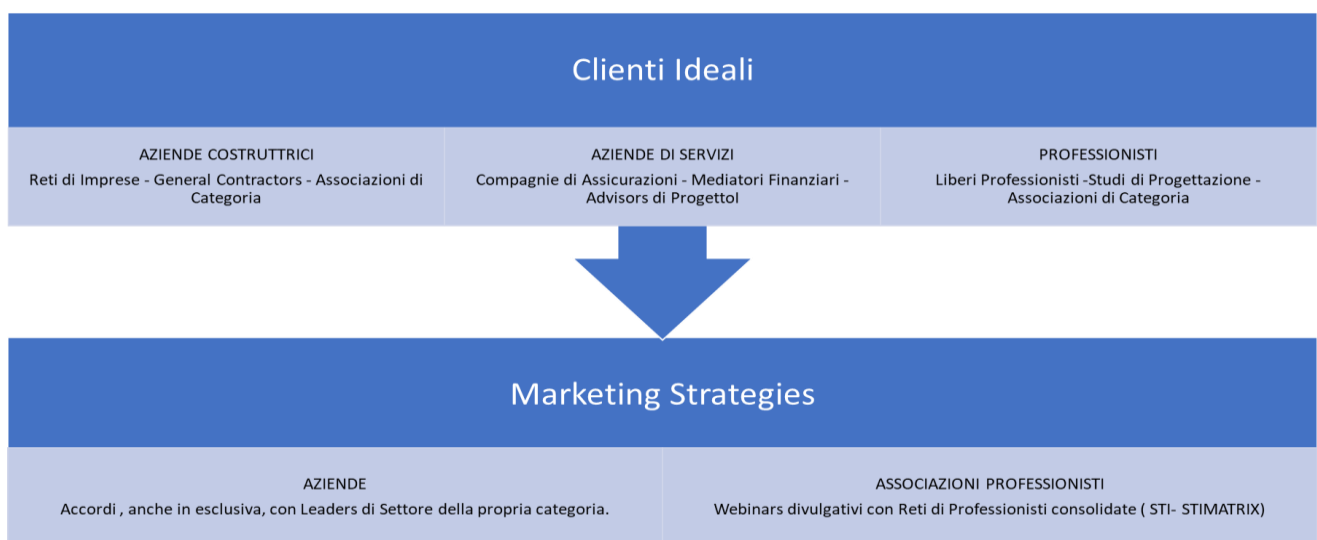 Clienti Ideali
AZIENDE COSTRUTTRICI
Reti di Imprese - General Contractors - Associazioni di
Categoria
AZIENDE DI SERVIZI
Compagnie di Assicurazioni - Mediatori Finanziari -
Advisors di Progettol
PROFESSIONISTI
Liberi Professionisti -Studi di Progettazione -
Associazioni di Categoria
Marketing Strategies
AZIENDE
Accordi , anche in esclusiva, con Leaders di Settore della propria categoria.
ASSOCIAZIONI PROFESSIONISTI
Webinars divulgativi con Reti di Professionisti consolidate ( STI- STIMATRIX)